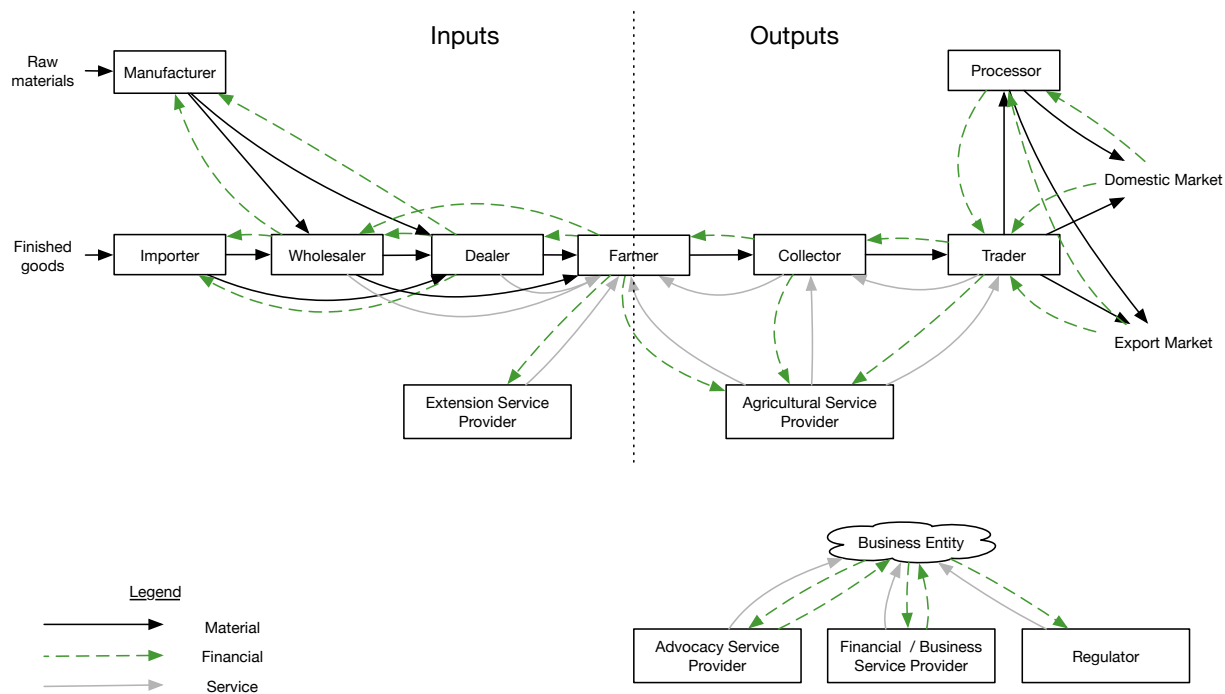 Inputs
Outputs
Raw
materials
Manufacturer
Processor
Domestic Market
Finished
goods
Importer
Wholesaler
Dealer
Farmer
Collector
Trader
Export Market
Extension Service
Provider
Agricultural Service
Provider
Business Entity
Legend
Material
Financial
Service
Advocacy Service
Provider
Financial / Business
Service Provider
Regulator